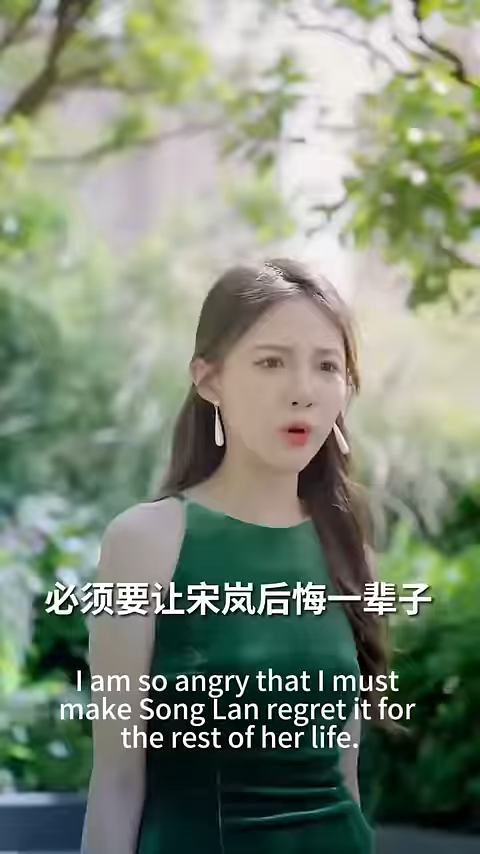 必须要让宋岚后悔一辈子
I am so angry that I must
make Song Lan regret it for
the rest of her life.